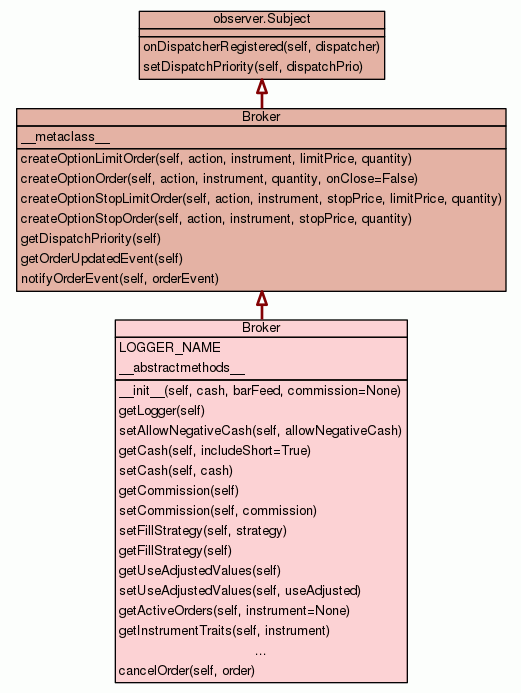 observer.Subject
onDispatcherRegistered(self, dispatcher)
setDispatchPriority(self, dispatchPrio)
Broker
__metaclass__
createOptionLimitOrder(self, action, instrument, limitPrice, quantity)
createOptionOrder(self, action, instrument, quantity, onClose=False)
createOptionStopLimitOrder(self, action, instrument, stopPrice, limitPrice, quantity)
createOptionStopOrder(self, action, instrument, stopPrice, quantity)
getDispatchPriority(self)
getOrderUpdatedEvent(self)
notifyOrderEvent(self, orderEvent)
Broker
LOGGER_NAME
__abstractmethods__
__init__(self, cash, barFeed, commission=None)
getLogger(self)
setAllowNegativeCash(self, allowNegativeCash)
getCash(self, includeShort=True)
setCash(self, cash)
getCommission(self)
setCommission(self, commission)
setFillStrategy(self, strategy)
getFillStrategy(self)
getUseAdjustedValues(self)
setUseAdjustedValues(self, useAdjusted)
getActiveOrders(self, instrument=None)
getInstrumentTraits(self, instrument)
...
cancelOrder(self, order)